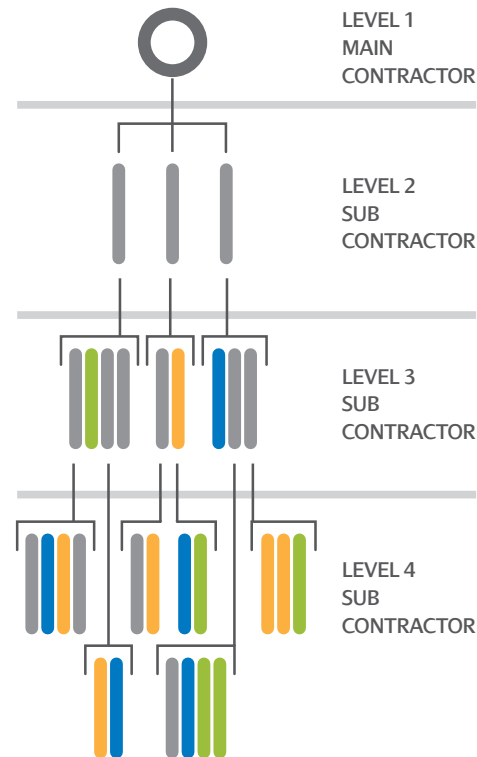 LEVEL 1
MAIN
CONTRACTOR
LEVEL 2
SUB
CONTRACTOR
LEVEL 3
SUB
CONTRACTOR
LEVEL 4
SUB
CONTRACTOR